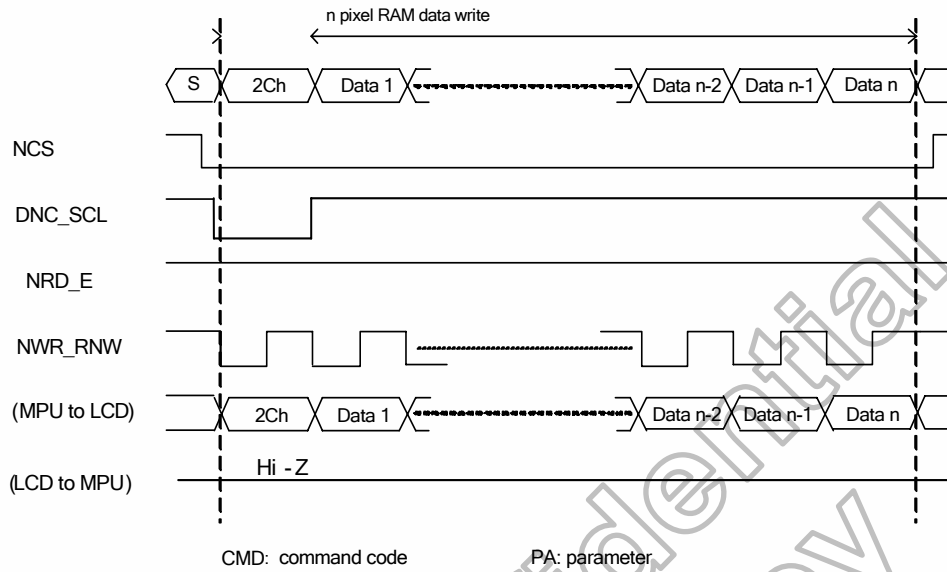 n pixel RAM data write
S 2Ch Data 1 Data n-2 Data n-1 Data n
NCS
DNC_SCL
NRD_E
NWR_RNW
(MPU to LCD) 2Ch Data 1 Data n-2 Data n-1 Data n
Hi - Z
(LCD to MPU)
CMD: command code PA: parameter